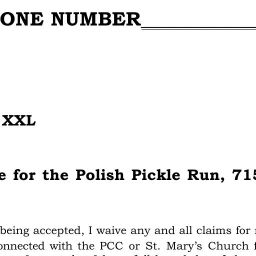 ONE NUMBER____________
XXL
e for the Polish Pickle Run, 715
being accepted, I waive any and all claims for
onnected with the PCC or St. Mary's Church